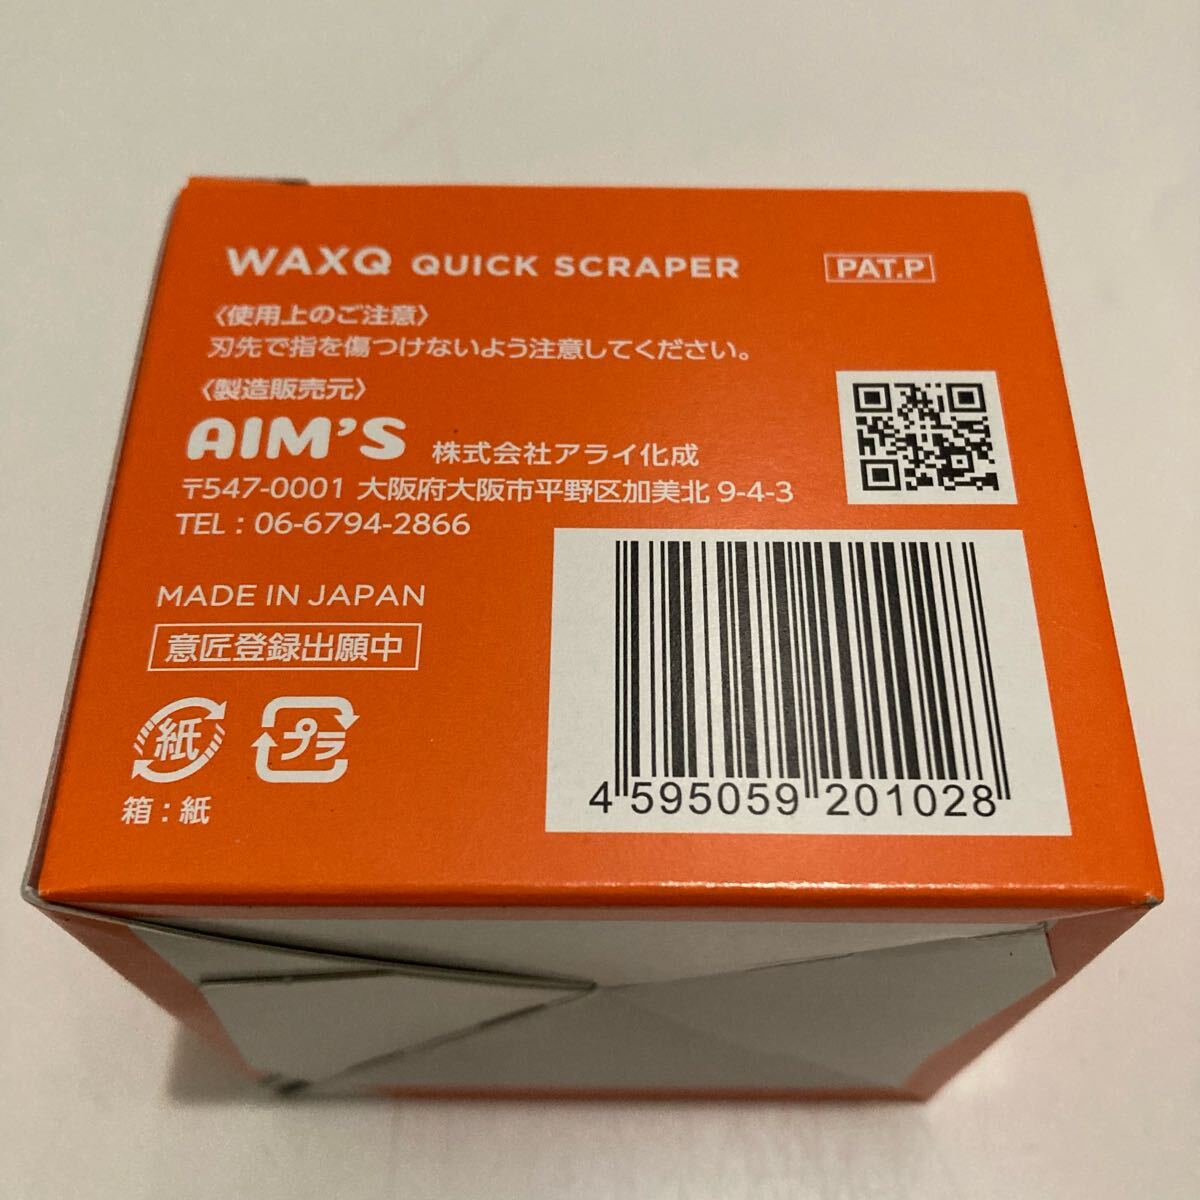 WAXQ QUICK SCRAPER
PAT.P
〈使用上のご注意〉
刃先で指を傷つけないよう注意してください。
〈製造販売元〉
AIM'S 株式会社アライ化成
〒547-0001 大阪府大阪市平野区加美北 9-4-3
TEL : 06-6794-2866
MADE IN JAPAN
意匠登録出願中
紙
プラ
箱 : 紙
4 595059 201028